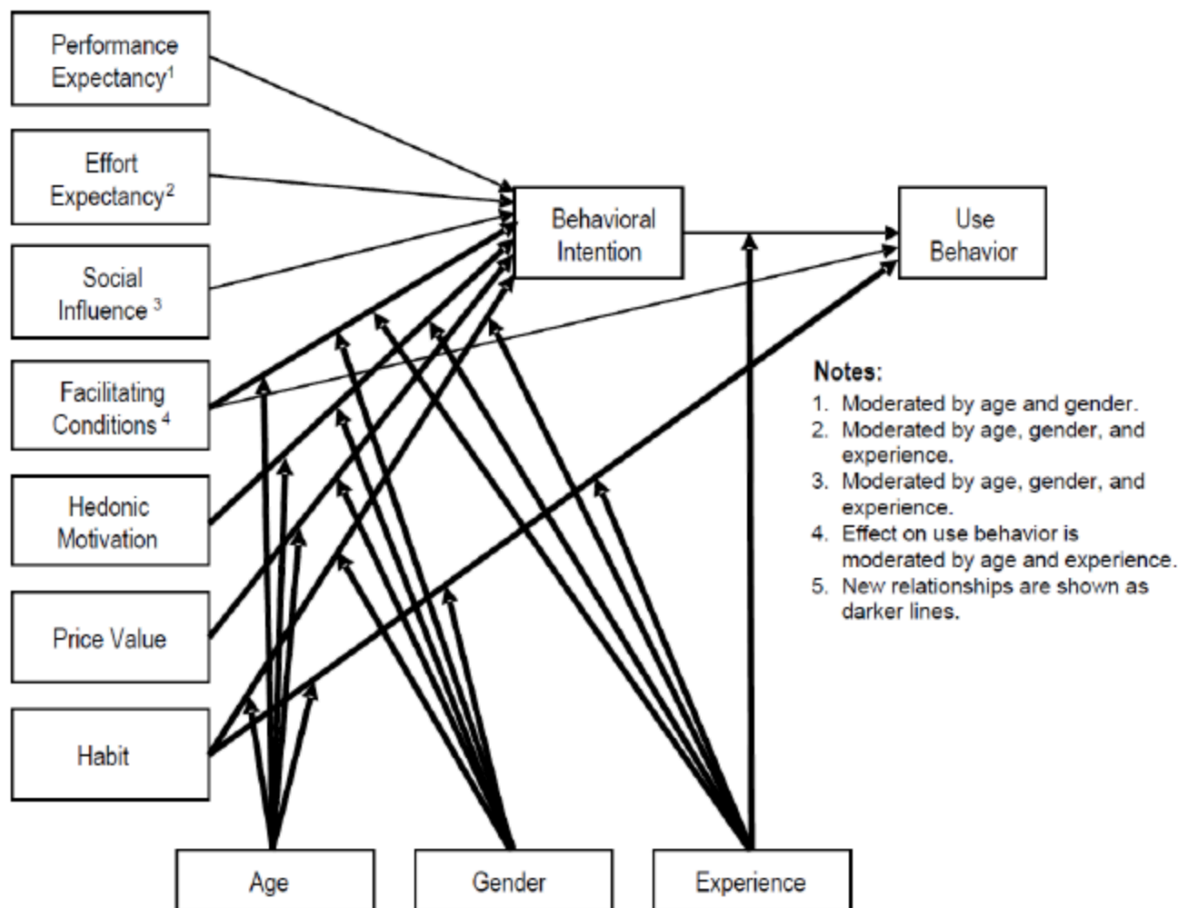 Performance
Expectancy1
Effort
Expectancy2
Social
Influence 3
Facilitating
Conditions 4
Hedonic
Motivation
Price Value
Habit
Behavioral
Intention
Use
Behavior
Notes:
1. Moderated by age and gender.
2. Moderated by age, gender, and
experience.
3. Moderated by age, gender, and
experience.
4. Effect on use behavior is
moderated by age and experience.
5. New relationships are shown as
darker lines.
Age
Gender
Experience